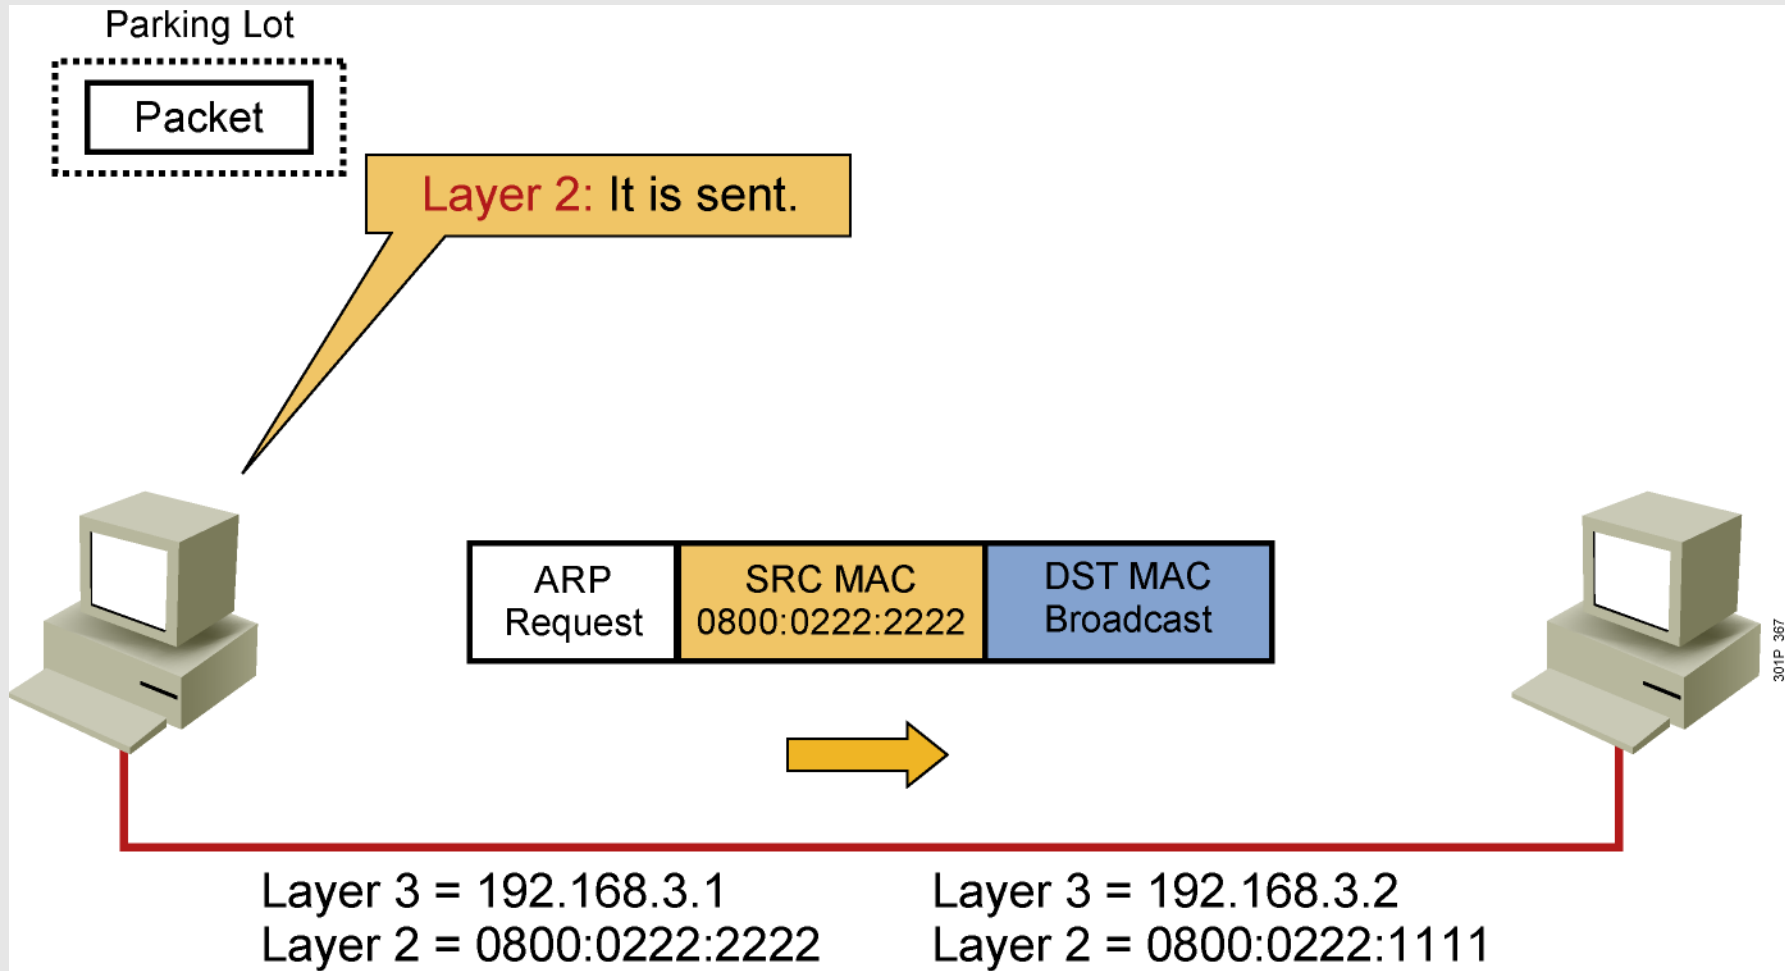 Parking Lot
Packet
Layer 2: It is sent.
ARP
Request
SRC MAC
0800:0222:2222
DST MAC
Broadcast
301P_367
Layer 3 = 192.168.3.1
Layer 2 = 0800:0222:2222
Layer 3 = 192.168.3.2
Layer 2 = 0800:0222:1111